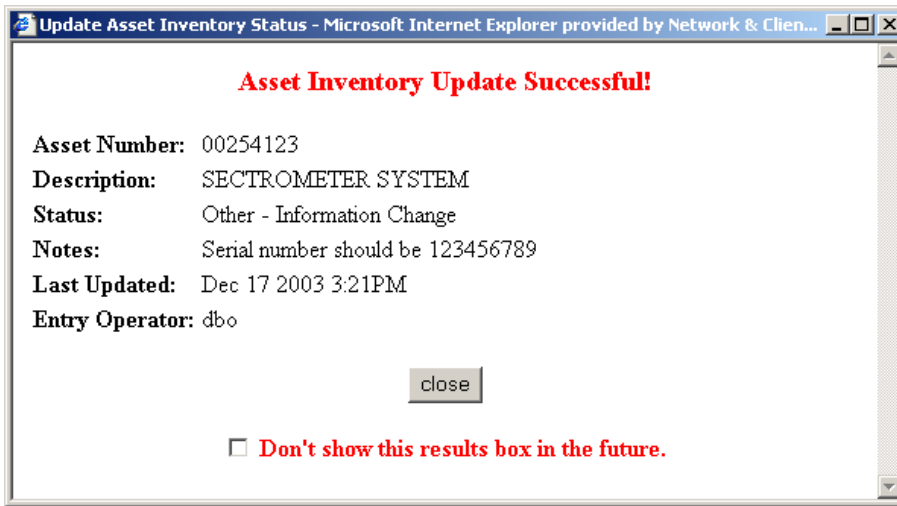 Update Asset Inventory Status - Microsoft Internet Explorer provided by Network & Clien...
Asset Inventory Update Successful!
Asset Number: 00254123
Description: SECTROMETER SYSTEM
Status: Other - Information Change
Notes: Serial number should be 123456789
Last Updated: Dec 17 2003 3:21PM
Entry Operator: dbo
close
Don't show this results box in the future.